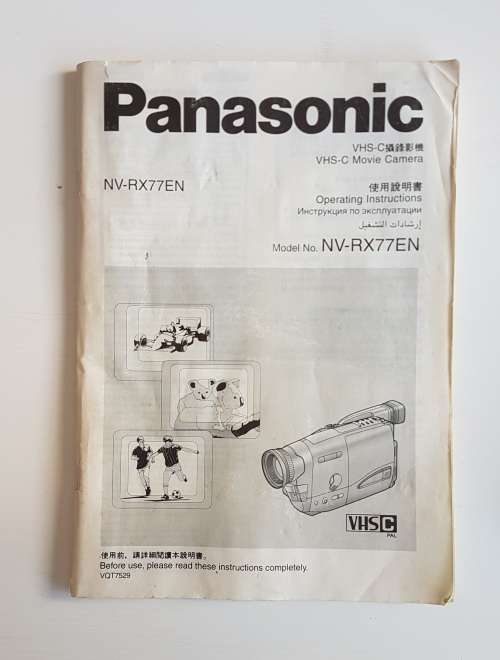 Panasonic
VHS-C攝錄影機
VHS-C Movie Camera
NV-RX77EN
使用說明書
Operating Instructions
Инструкция по эксплуатации
إرشادات التشغيل
Model No. NV-RX77EN
VHSC
PAL
使用前，請詳細閱讀本說明書。
Before use, please read these instructions completely.
VQT7529